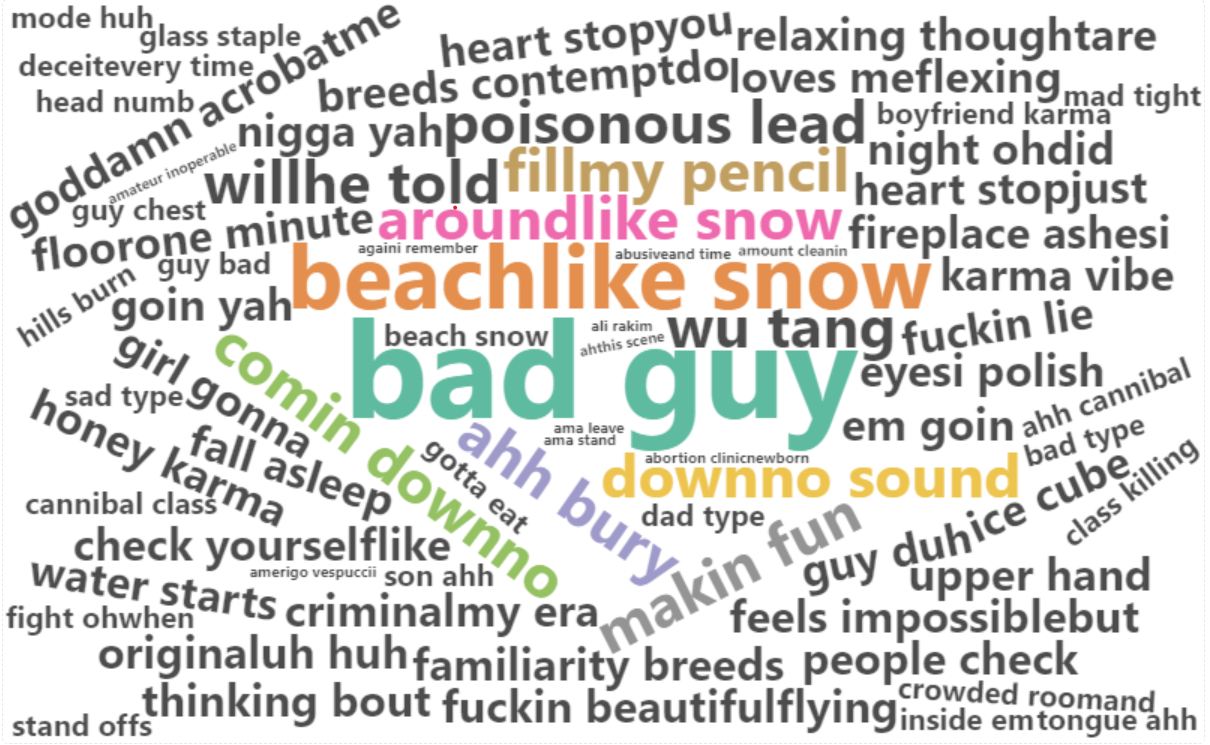 mode huh
glass staple
deceitevery time
head numb
goddamn acrobatme
heart stopyou
relaxing thoughtare
breeds contemptdo
loves meflexing
mad tight
nigga yah
poisonous lead
boyfriend karma
amateur inoperable
willhe told
fillmy pencil
night ohdid
guy chest
heart stopjust
floorone minute
aroundlike snow
fireplace ashesi
againi remember
abusiveand time
amount cleanin
guy bad
beachlike snow
karma vibe
hills burn
goin yah
beach snow
ali rakim
ahthis scene
wu tang
fuckin lie
girl gonna
comin downno
bad guy
eyesi polish
sad type
ahh cannibal
honey karma
fall asleep
gotta eat
ahh bury
ama leave
ama stand
em goin
bad type
abortion clinicnewborn
downno sound
cannibal class
dad type
makin fun
guy duh
ice cube
class killing
check yourselflike
water starts
amerigo vespuccii
son ahh
upper hand
fight ohwhen
criminalmy era
feels impossiblebut
originaluh huh
familiarity breeds
people check
thinking bout
fuckin beautifulflying
crowded roomand
stand offs
inside em
tongue ahh